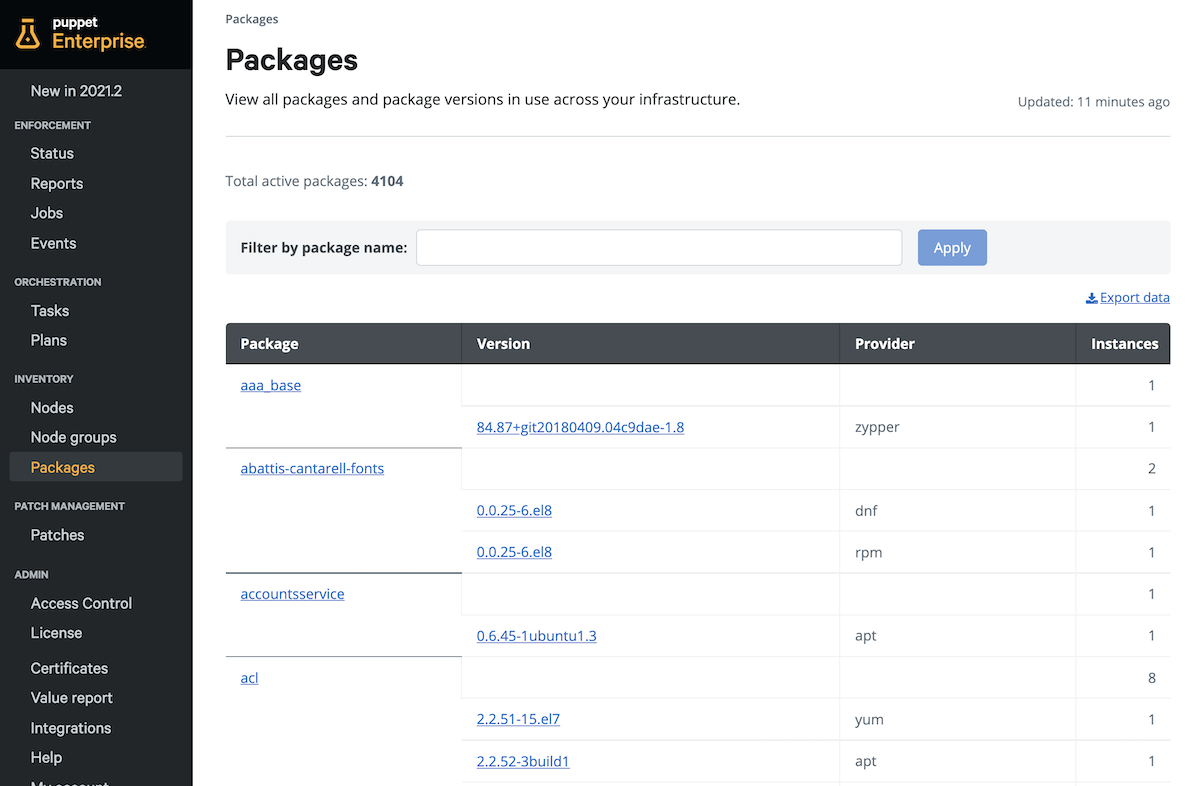 puppet
Enterprise
New in 2021.2
ENFORCEMENT
Status
Reports
Jobs
Events
ORCHESTRATION
Tasks
Plans
INVENTORY
Nodes
Node groups
Packages
PATCH MANAGEMENT
Patches
ADMIN
Access Control
License
Certificates
Value report
Integrations
Help
My account
Packages
Packages
View all packages and package versions in use across your infrastructure.
Updated: 11 minutes ago
Total active packages: 4104
Filter by package name:
Apply
Export data
Package Version Provider Instances
aaa_base 1
84.87+git20180409.04c9dae-1.8 zypper 1
abattis-cantarell-fonts 2
0.0.25-6.el8 dnf 1
0.0.25-6.el8 rpm 1
accountsservice 1
0.6.45-1ubuntu1.3 apt 1
acl 8
2.2.51-15.el7 yum 1
2.2.52-3build1 apt 1